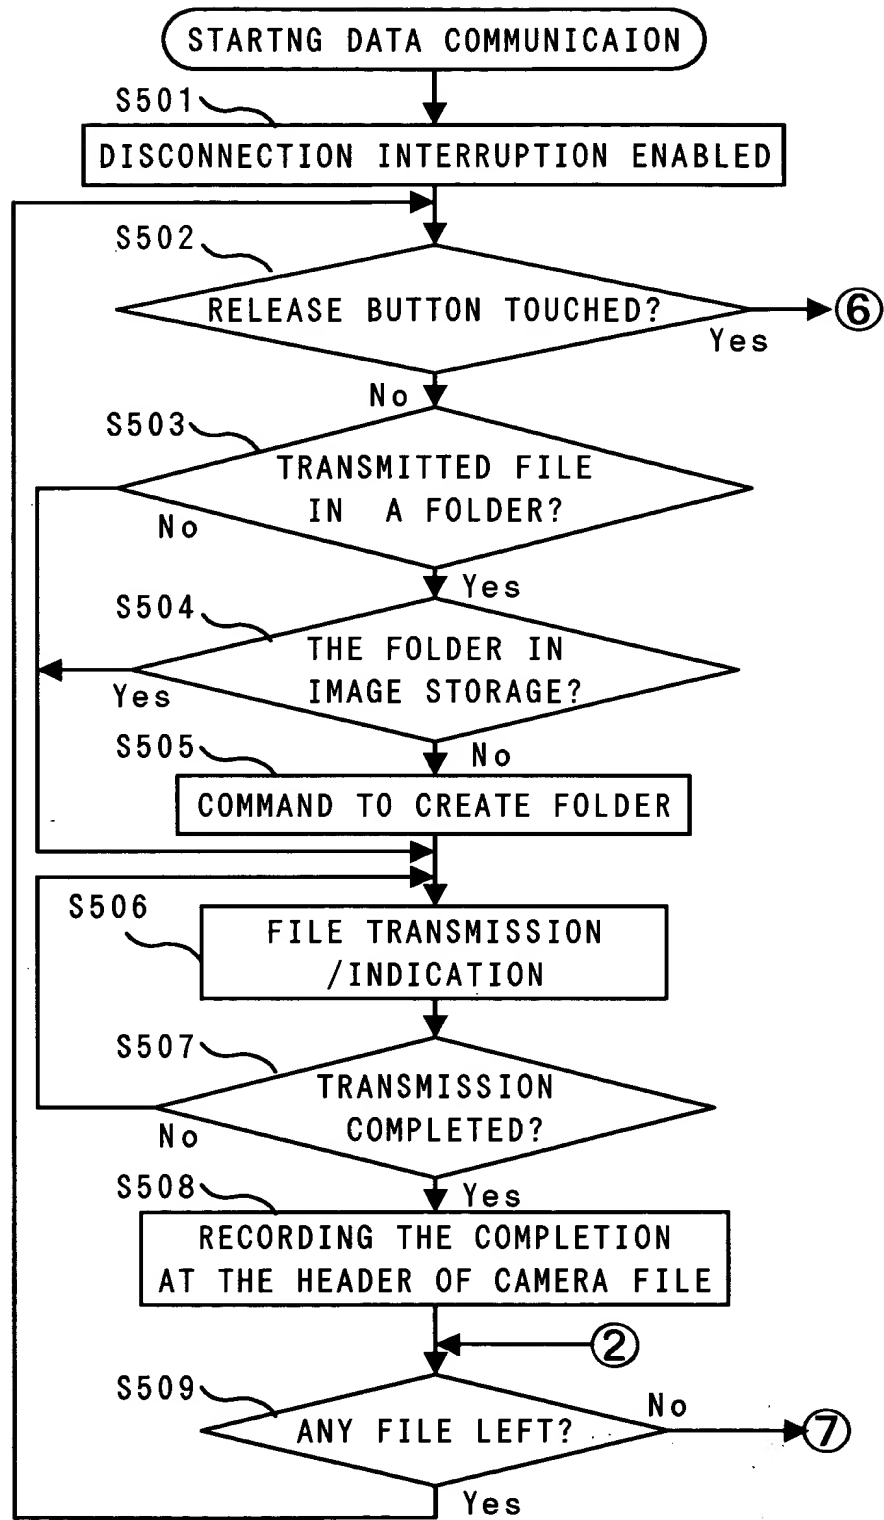 STARTNG DATA COMMUNICAION
S501
DISCONNECTION INTERRUPTION ENABLED
S502
RELEASE BUTTON TOUCHED?
⑥
Yes
No
S503
TRANSMITTED FILE
IN A FOLDER?
No
Yes
S504
THE FOLDER IN
IMAGE STORAGE?
Yes
No
S505
COMMAND TO CREATE FOLDER
S506
FILE TRANSMISSION
/INDICATION
S507
TRANSMISSION
COMPLETED?
No
Yes
S508
RECORDING THE COMPLETION
AT THE HEADER OF CAMERA FILE
②
S509
ANY FILE LEFT?
No
⑦
Yes